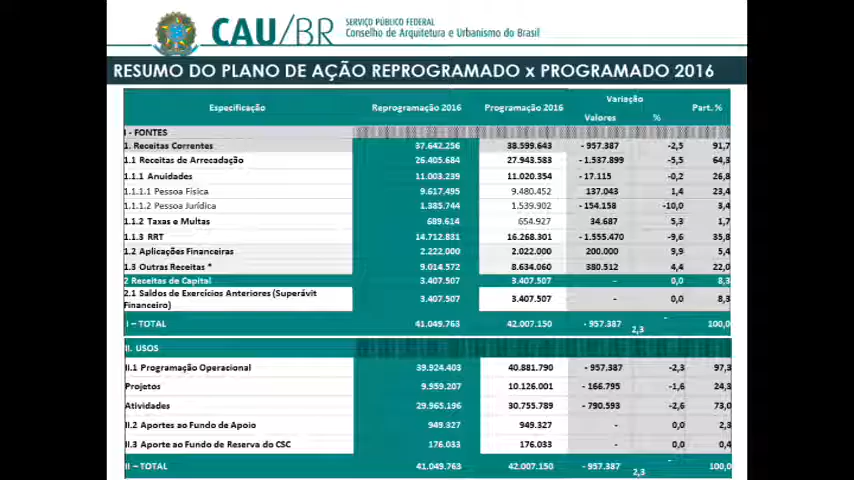 CAU/BR
SERVIÇO PÚBLICO FEDERAL
Conselho de Arquitetura e Urbanismo do Brasil
RESUMO DO PLANO DE AÇÃO REPROGRAMADO x PROGRAMADO 2016
Especificação Reprogramação 2016 Programação 2016 Variação Part. %
Valores %
I - FONTES
1. Receitas Correntes 37.642.256 38.599.643 - 957.387 -2,5 91,7
1.1 Receitas de Arrecadação 26.405.684 27.943.583 - 1.537.899 -5,5 64,3
1.1.1 Anuidades 11.003.239 11.020.354 - 17.115 -0,2 26,8
1.1.1.1 Pessoa Física 9.617.495 9.480.452 137.043 1,4 23,4
1.1.1.2 Pessoa Jurídica 1.385.744 1.539.902 - 154.158 -10,0 3,4
1.1.2 Taxas e Multas 689.614 654.927 34.687 5,3 1,7
1.1.3 RRT 14.712.831 16.268.301 - 1.555.470 -9,6 35,8
1.2 Aplicações Financeiras 2.222.000 2.022.000 200.000 9,9 5,4
1.3 Outras Receitas * 9.014.572 8.634.060 380.512 4,4 22,0
2 Receitas de Capital 3.407.507 3.407.507 - 0,0 8,3
2.1 Saldos de Exercícios Anteriores (Superávit
Financeiro) 3.407.507 3.407.507 - 0,0 8,3
I – TOTAL 41.049.763 42.007.150 - 957.387 - 2,3 100,0
II. USOS
II.1 Programação Operacional 39.924.403 40.881.790 - 957.387 -2,3 97,3
Projetos 9.959.207 10.126.001 - 166.795 -1,6 24,3
Atividades 29.965.196 30.755.789 - 790.593 -2,6 73,0
II.2 Aportes ao Fundo de Apoio 949.327 949.327 - 0,0 2,3
II.3 Aporte ao Fundo de Reserva do CSC 176.033 176.033 - 0,0 0,4
II – TOTAL 41.049.763 42.007.150 - 957.387 - 2,3 100,0